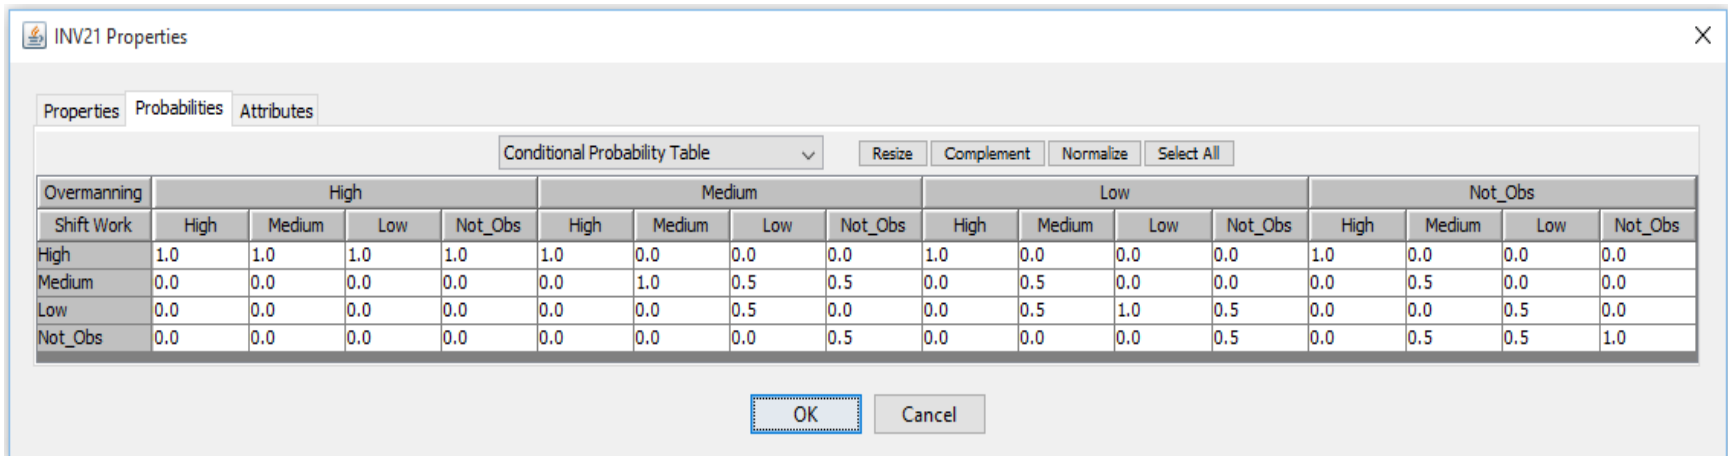 INV21 Properties
Properties Probabilities Attributes
Conditional Probability Table Resize Complement Normalize Select All
Overmanning High Medium Low Not_Obs
Shift Work High Medium Low Not_Obs High Medium Low Not_Obs High Medium Low Not_Obs High Medium Low Not_Obs
High 1.0 1.0 1.0 1.0 1.0 0.0 0.0 0.0 1.0 0.0 0.0 0.0 1.0 0.0 0.0 0.0
Medium 0.0 0.0 0.0 0.0 0.0 1.0 0.5 0.5 0.0 0.5 0.0 0.0 0.0 0.5 0.0 0.0
Low 0.0 0.0 0.0 0.0 0.0 0.0 0.5 0.0 0.0 0.5 1.0 0.5 0.0 0.0 0.5 0.0
Not_Obs 0.0 0.0 0.0 0.0 0.0 0.0 0.0 0.5 0.0 0.0 0.0 0.5 0.0 0.5 0.5 1.0
OK Cancel